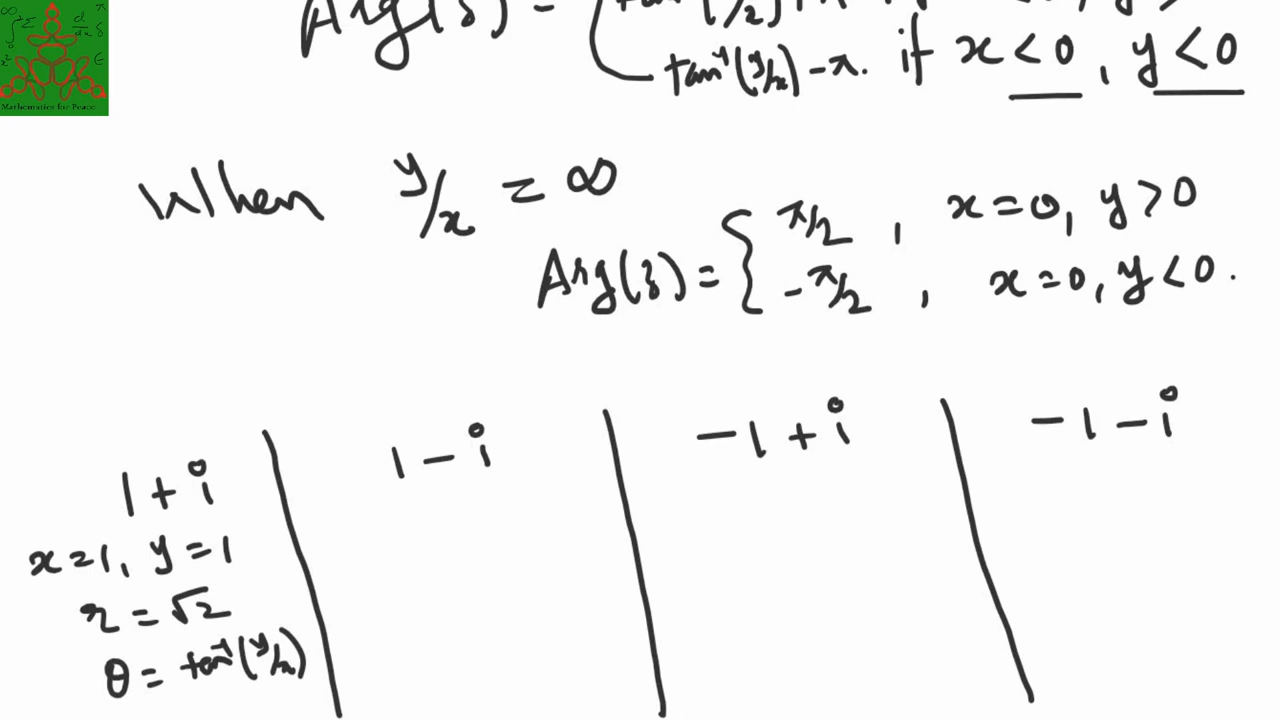 Arg(z) =
tan⁻¹(y/x) - π. if x < 0, y < 0
When y/x = ∞
Arg(z) = { π/2 , x = 0, y > 0
- π/2 , x = 0, y < 0.
1 + i
1 - i
-1 + i
-1 - i
x = 1, y = 1
r = √2
θ = tan⁻¹(y/x)
Mathematics for Peace